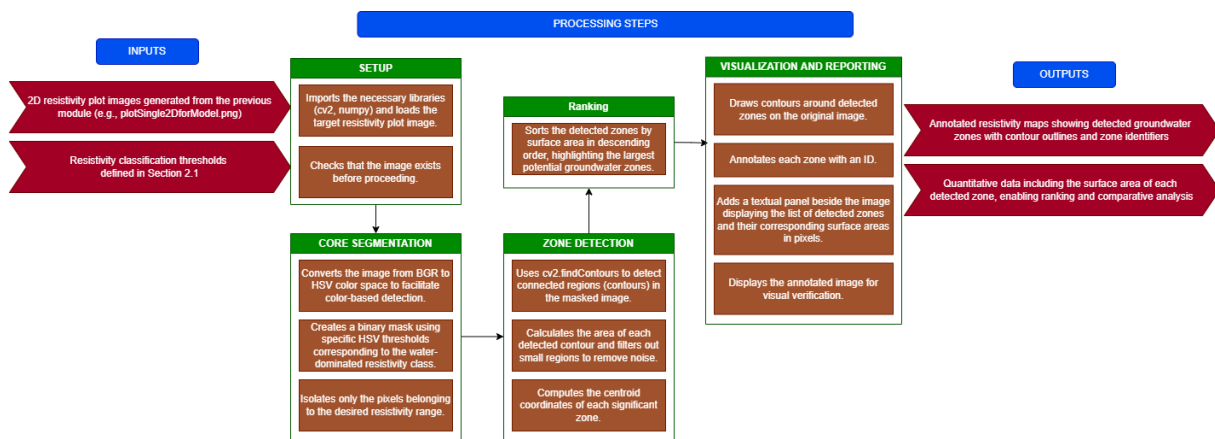 PROCESSING STEPS
INPUTS
2D resistivity plot images generated from the previous
module (e.g., plotSingle2DforModel.png)
Resistivity classification thresholds
defined in Section 2.1
SETUP
Imports the necessary libraries
(cv2, numpy) and loads the
target resistivity plot image.
Checks that the image exists
before proceeding.
CORE SEGMENTATION
Converts the image from BGR to
HSV color space to facilitate
color-based detection.
Creates a binary mask using
specific HSV thresholds
corresponding to the water-
dominated resistivity class.
Isolates only the pixels belonging
to the desired resistivity range.
ZONE DETECTION
Uses cv2.findContours to detect
connected regions (contours) in
the masked image.
Calculates the area of each
detected contour and filters out
small regions to remove noise.
Computes the centroid
coordinates of each significant
zone.
Ranking
Sorts the detected zones by
surface area in descending
order, highlighting the largest
potential groundwater zones.
VISUALIZATION AND REPORTING
Draws contours around detected
zones on the original image.
Annotates each zone with an ID.
Adds a textual panel beside the image
displaying the list of detected zones
and their corresponding surface areas
in pixels.
Displays the annotated image for
visual verification.
OUTPUTS
Annotated resistivity maps showing detected groundwater
zones with contour outlines and zone identifiers
Quantitative data including the surface area of each
detected zone, enabling ranking and comparative analysis